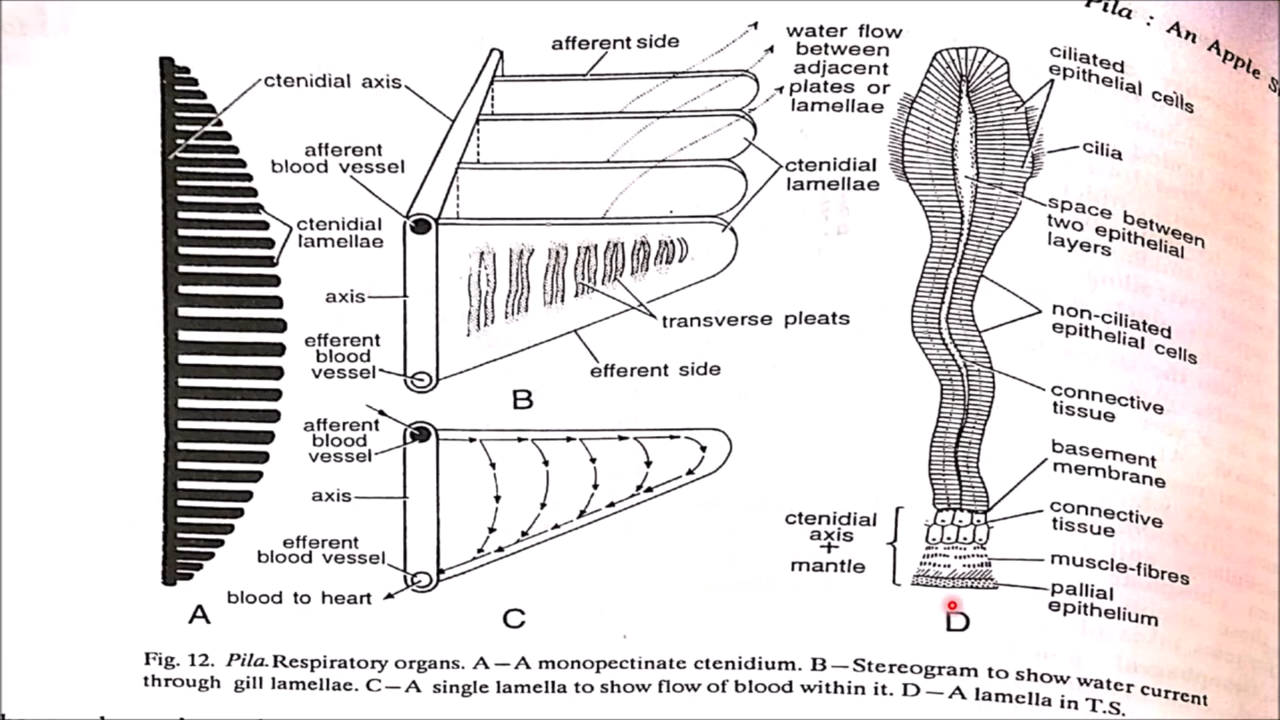 Pila : An Apple
ctenidial axis
ctenidial
lamellae
A
afferent side
water flow
between
adjacent
plates or
lamellae
afferent
blood vessel
ctenidial
lamellae
axis
transverse pleats
efferent
blood
vessel
efferent side
B
afferent
blood
vessel
axis
efferent
blood vessel
blood to heart
C
ciliated
epithelial cells
cilia
space between
two epithelial
layers
non-ciliated
epithelial cells
connective
tissue
basement
membrane
connective
tissue
ctenidial
axis
+
mantle
muscle-fibres
pallial
epithelium
D
Fig. 12. Pila. Respiratory organs. A—A monopectinate ctenidium. B—Stereogram to show water current
through gill lamellae. C—A single lamella to show flow of blood within it. D—A lamella in T.S.